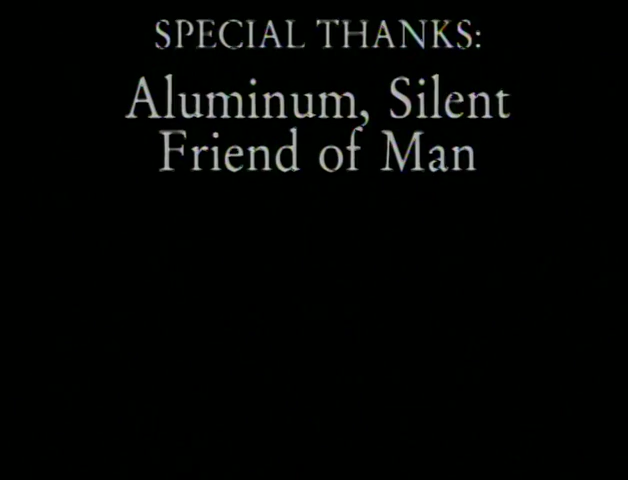 SPECIAL THANKS:
Aluminum, Silent
Friend of Man